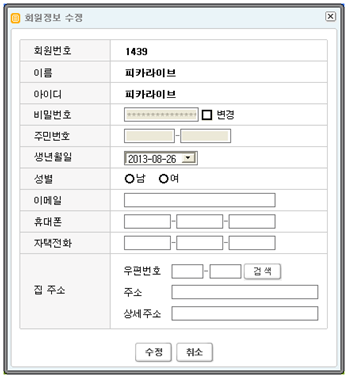 회원정보 수정
회원번호 1439
이름 피카라이브
아이디 피카라이브
비밀번호 ************** 변경
주민번호 -
생년월일 2013-08-26
성별 남 여
이메일
휴대폰 - -
자택전화 - -
집 주소
우편번호 - 검색
주소
상세주소
수정 취소